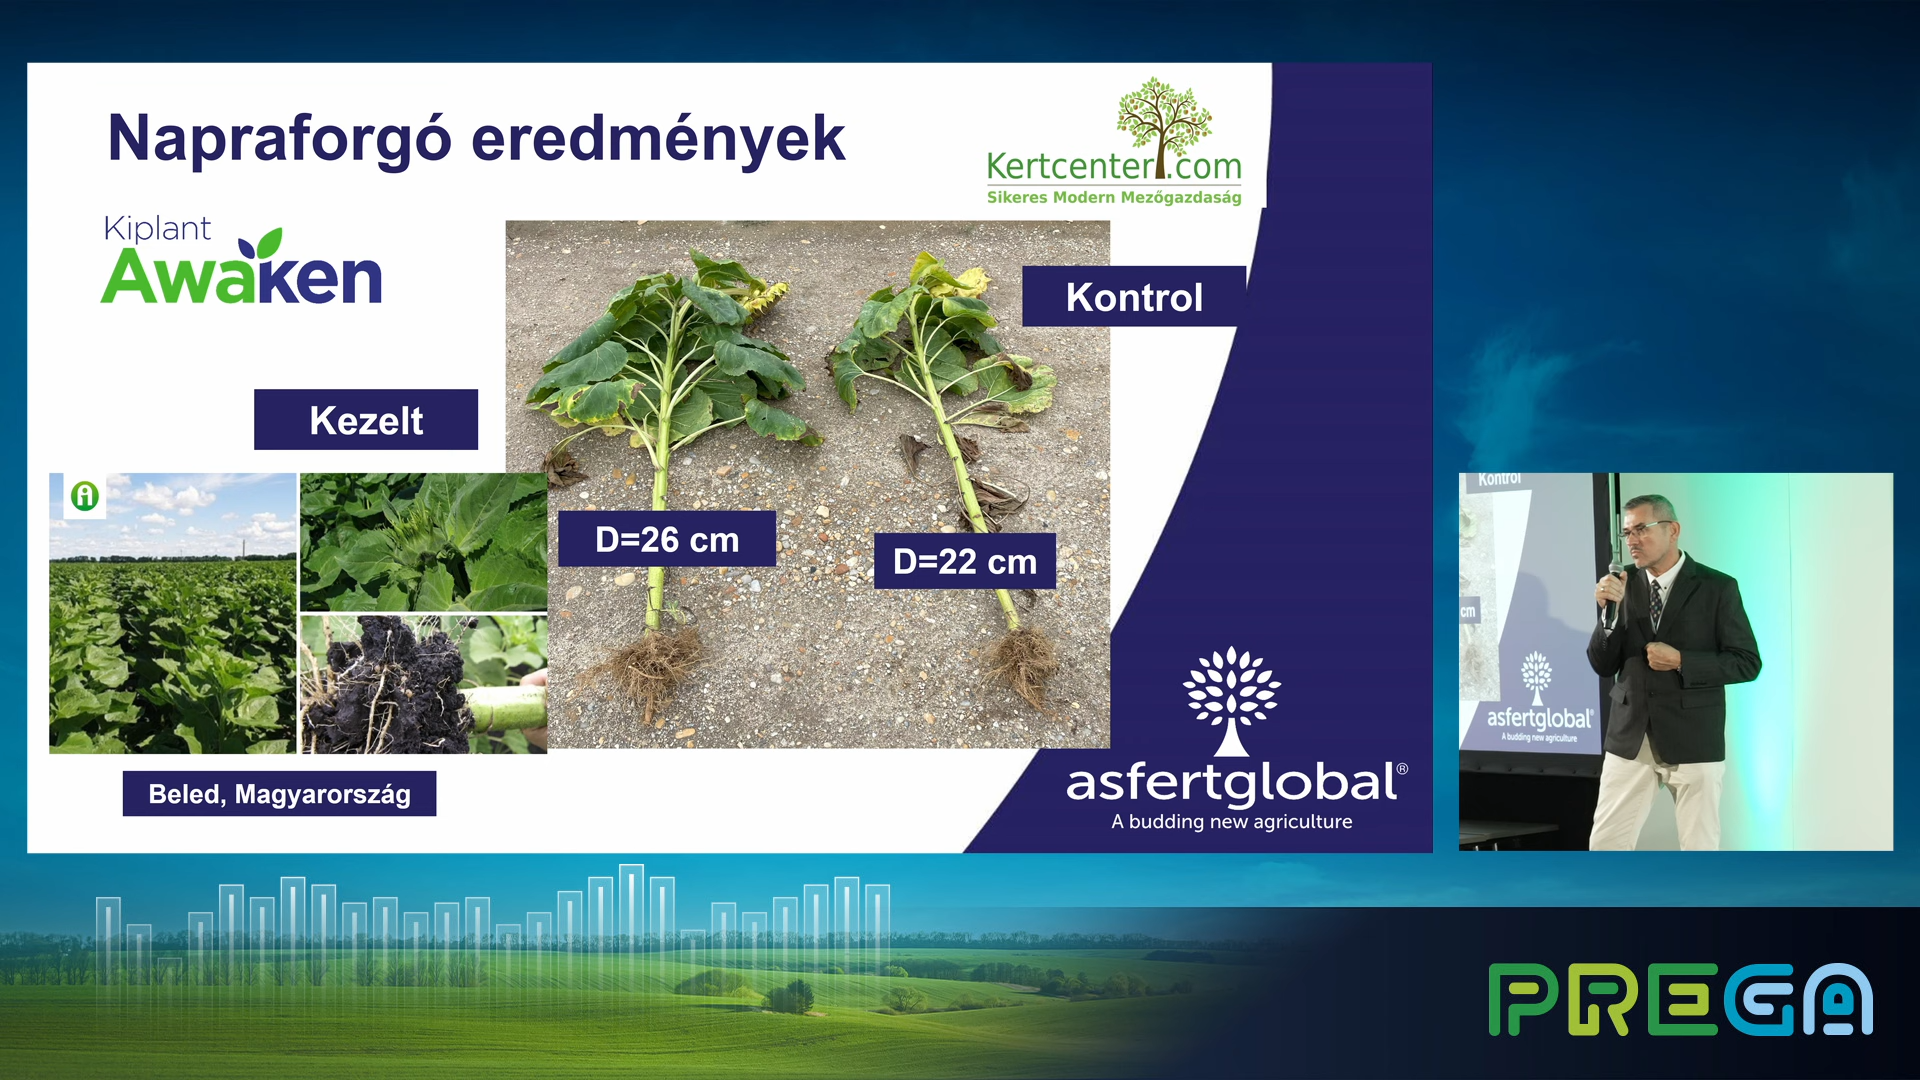 Napraforgó eredmények
Kertcenter.com
Sikeres Modern Mezőgazdaság
Kiplant
Awaken
Kontrol
Kezelt
D=26 cm
D=22 cm
Beled, Magyarország
asfertglobal®
A budding new agriculture
Kontrol
cm
asfertglobal®
A budding new agriculture
PREGA